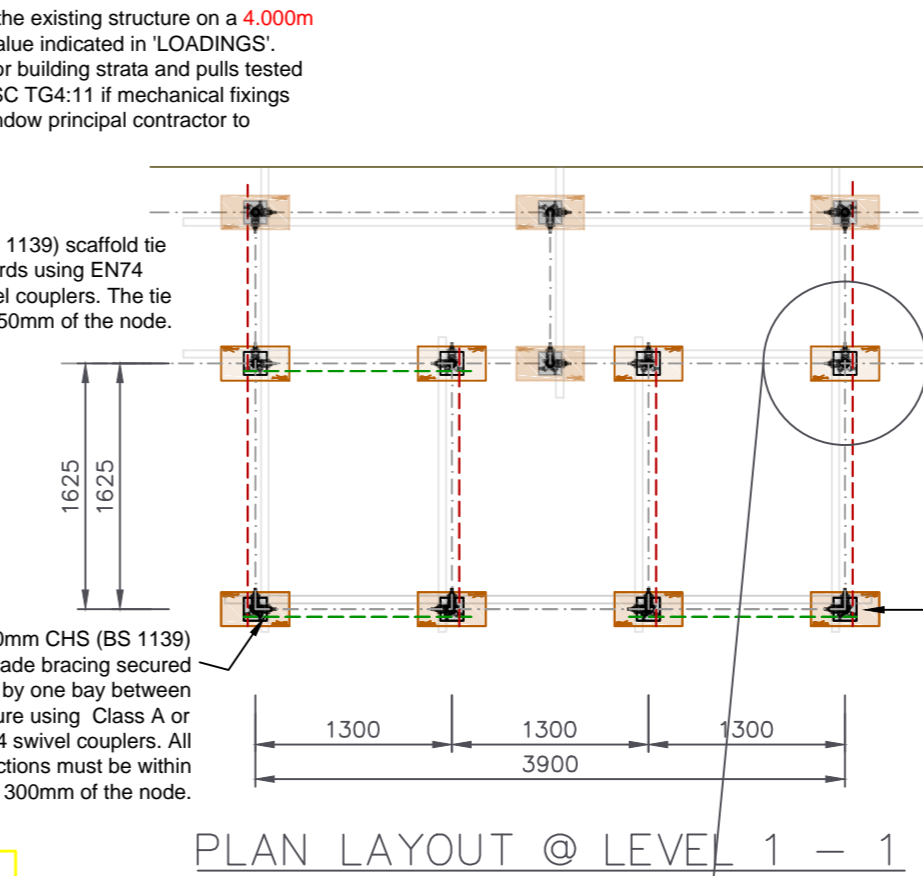 the existing structure on a 4.000m
alue indicated in 'LOADINGS'.
or building strata and pulls tested
SC TG4:11 if mechanical fixings
ndow principal contractor to
1139) scaffold tie
rds using EN74
el couplers. The tie
50mm of the node.
1625
1625
0mm CHS (BS 1139)
ade bracing secured
by one bay between
ure using Class A or
4 swivel couplers. All
ctions must be within
300mm of the node.
1300
1300
1300
3900
PLAN LAYOUT @ LEVEL 1 - 1